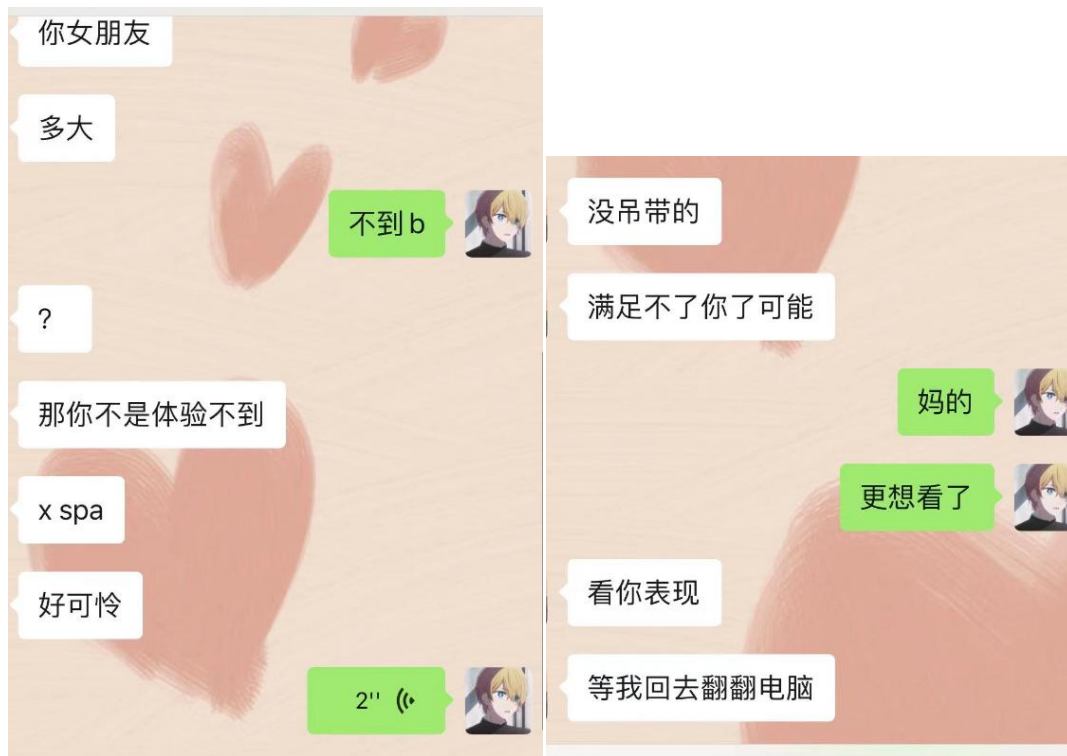 你女朋友
多大
不到b
?
那你不是体验不到
x spa
好可怜
2''
没吊带的
满足不了你了可能
妈的
更想看了
看你表现
等我回去翻翻电脑